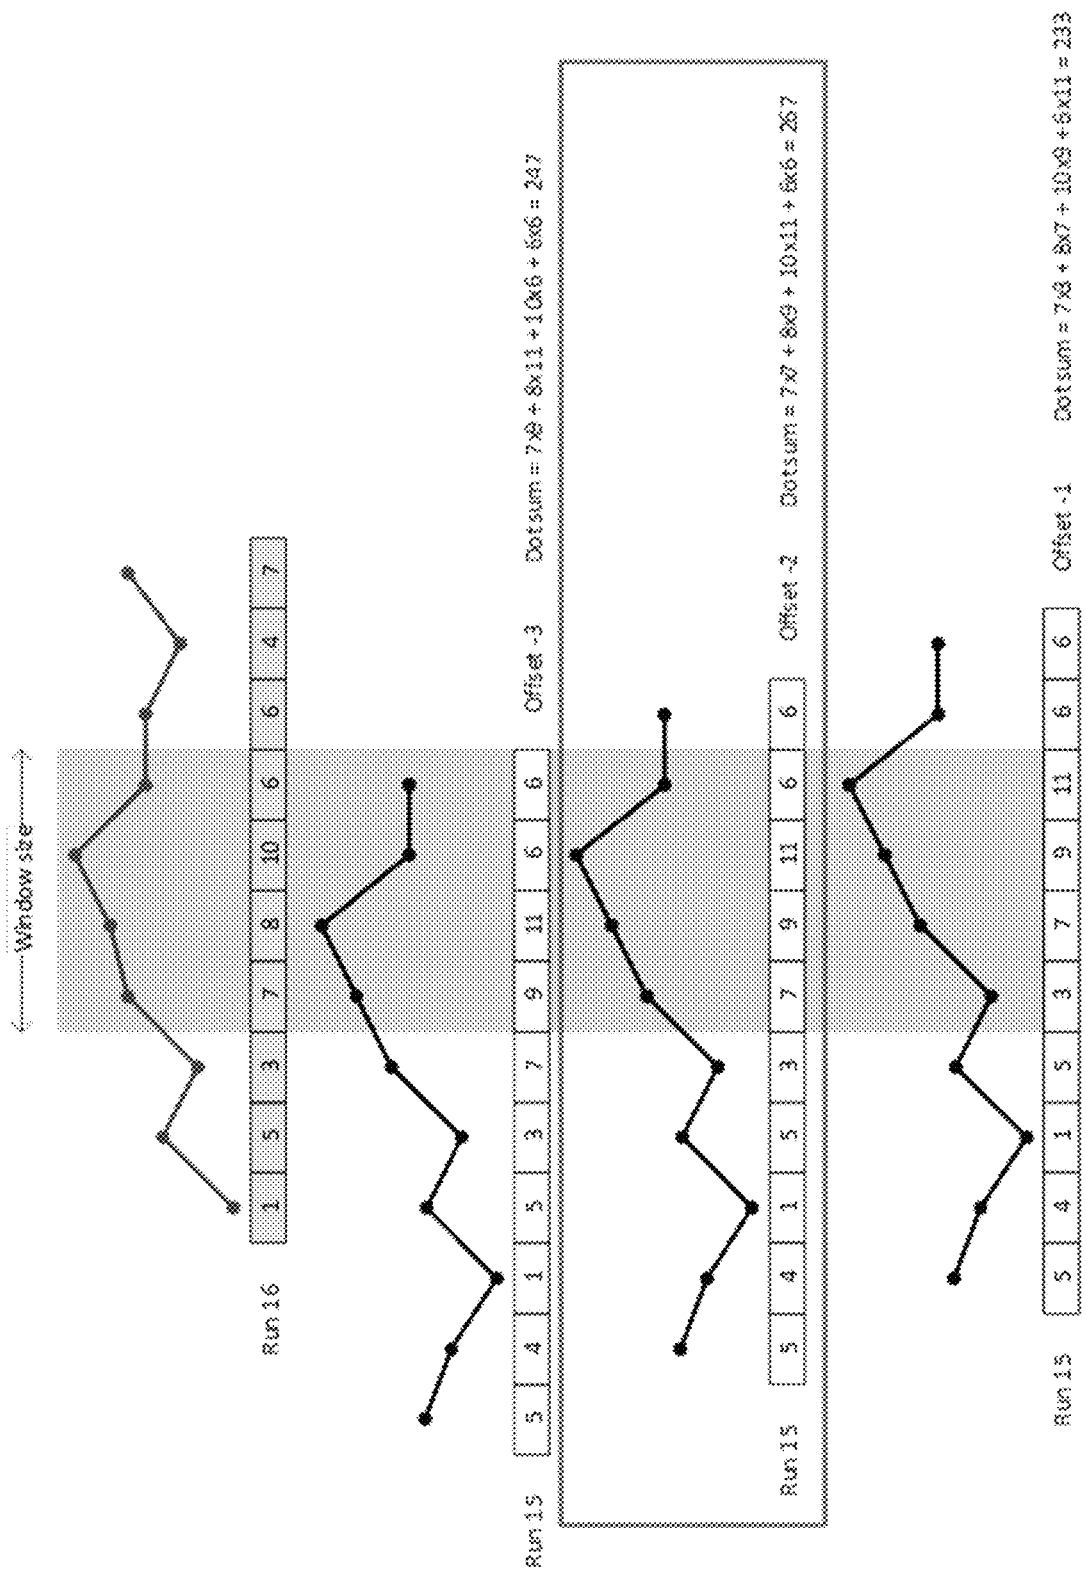 Window size
Run 16 1 5 3 7 8 10 6 6 4 7
Run 15 5 4 1 5 3 7 9 11 6 6 Offset -3 Dotsum = 7x9 + 8x11 +10x6 + 6x6 = 247
Run 15 5 4 1 5 3 7 9 11 6 6 Offset -2 Dotsum = 7x7 + 8x9 + 10x11 + 6x6 = 267
Run 15 5 4 1 5 3 7 9 11 6 6 Offset -1 Dotsum = 7x3 + 8x7 + 10x9 +6x11 = 233